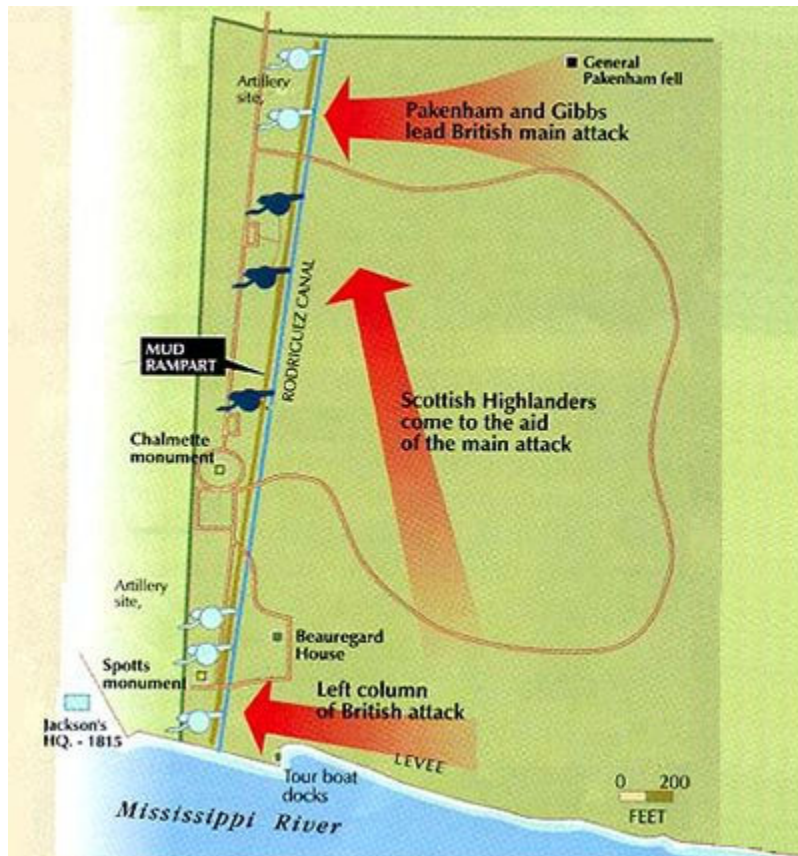 General
Pakenham fell
Artillery
site,
Pakenham and Gibbs
lead British main attack
RODRIGUEZ CANAL
MUD
RAMPART
Scottish Highlanders
come to the aid
of the main attack
Chalmette
monument
Artillery
site,
Beauregard
House
Spotts
monument
Left column
of British attack
Jackson's
HQ. - 1815
LEVEE
Tour boat
docks
0 200
FEET
Mississippi River